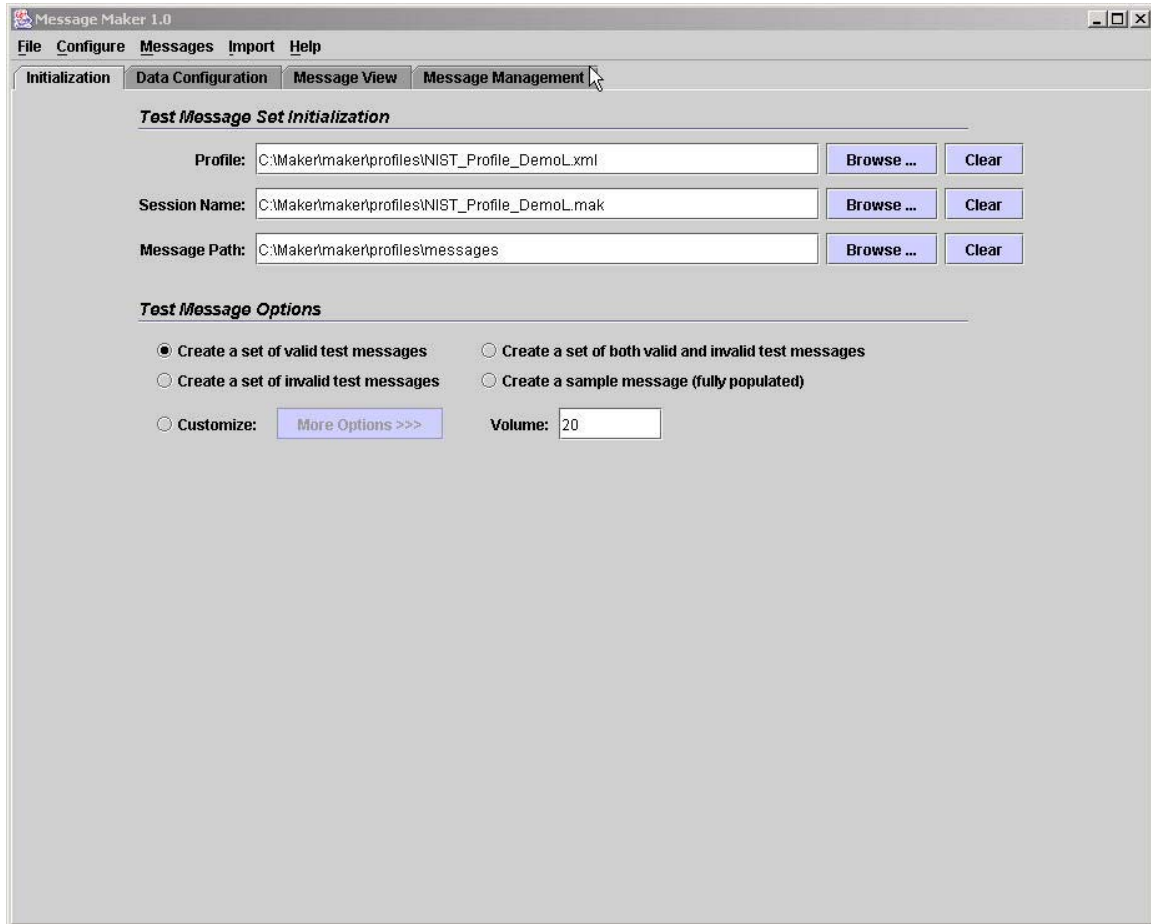 Message Maker 1.0
File Configure Messages Import Help
Initialization Data Configuration Message View Message Management
Test Message Set Initialization
Profile: C:\Maker\maker\profiles\NIST_Profile_DemoL.xml Browse ... Clear
Session Name: C:\Maker\maker\profiles\NIST_Profile_DemoL.mak Browse ... Clear
Message Path: C:\Maker\maker\profiles\messages Browse ... Clear
Test Message Options
Create a set of valid test messages Create a set of both valid and invalid test messages
Create a set of invalid test messages Create a sample message (fully populated)
Customize: More Options >>> Volume: 20